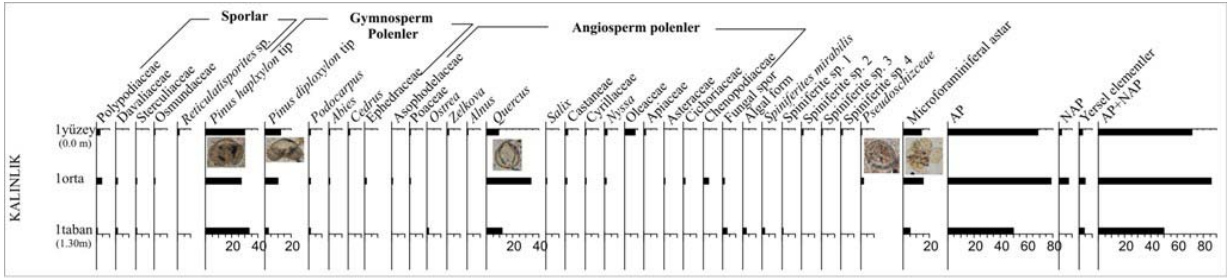 Sporlar
Gymnosperm
Polenler
Angiosperm polenler
Polypodiaceae
Davaliaceae
Sterculiaceae
Osmundaceae
Reticulatisporites sp.
Pinus haplxylon tip
Pinus diploxylon tip
Podocarpus
Abies
Cedrus
Ephedraceae
Asophodelaceae
Poaceae
Ostrea
Zelkova
Alnus
Quercus
Salix
Castaneae
Cyrillaceae
Nyssa
Oleaceae
Apiaceae
Asteraceae
Cichoriaceae
Chenopodiaceae
Fungal spor
Algal form
Spiniferites mirabilis
Spiniferite sp. 1
Spiniferite sp. 2
Spiniferite sp. 3
Spiniferite sp. 4
Pseudoschizceae
Microforaminiferal astar
AP
NAP
Yersel elementler
AP+NAP
KALINLIK
1yüzey
(0.0 m)
1orta
1taban
(1.30m)
20 40 20 20 40 20 20 40 60 80 20 40 60 80